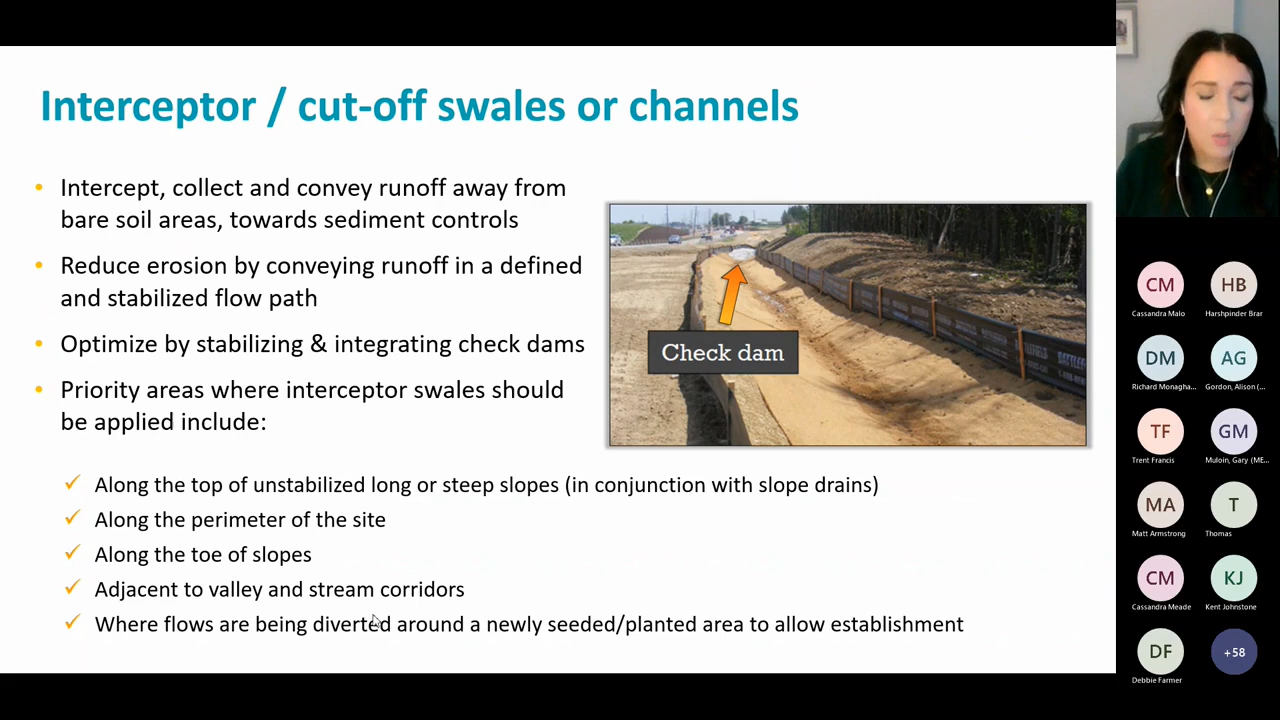 Interceptor / cut-off swales or channels
• Intercept, collect and convey runoff away from
bare soil areas, towards sediment controls
• Reduce erosion by conveying runoff in a defined
and stabilized flow path
• Optimize by stabilizing & integrating check dams
• Priority areas where interceptor swales should
be applied include:
✓ Along the top of unstabilized long or steep slopes (in conjunction with slope drains)
✓ Along the perimeter of the site
✓ Along the toe of slopes
✓ Adjacent to valley and stream corridors
✓ Where flows are being diverted around a newly seeded/planted area to allow establishment
Check dam
CM
Cassandra Malo
HB
Harshpinder Brar
DM
Richard Monagha...
AG
Gordon, Alison (...
TF
Trent Francis
GM
Muloin, Gary (ME...
MA
Matt Armstrong
T
Thomas
CM
Cassandra Meade
KJ
Kent Johnstone
DF
Debbie Farmer
+58